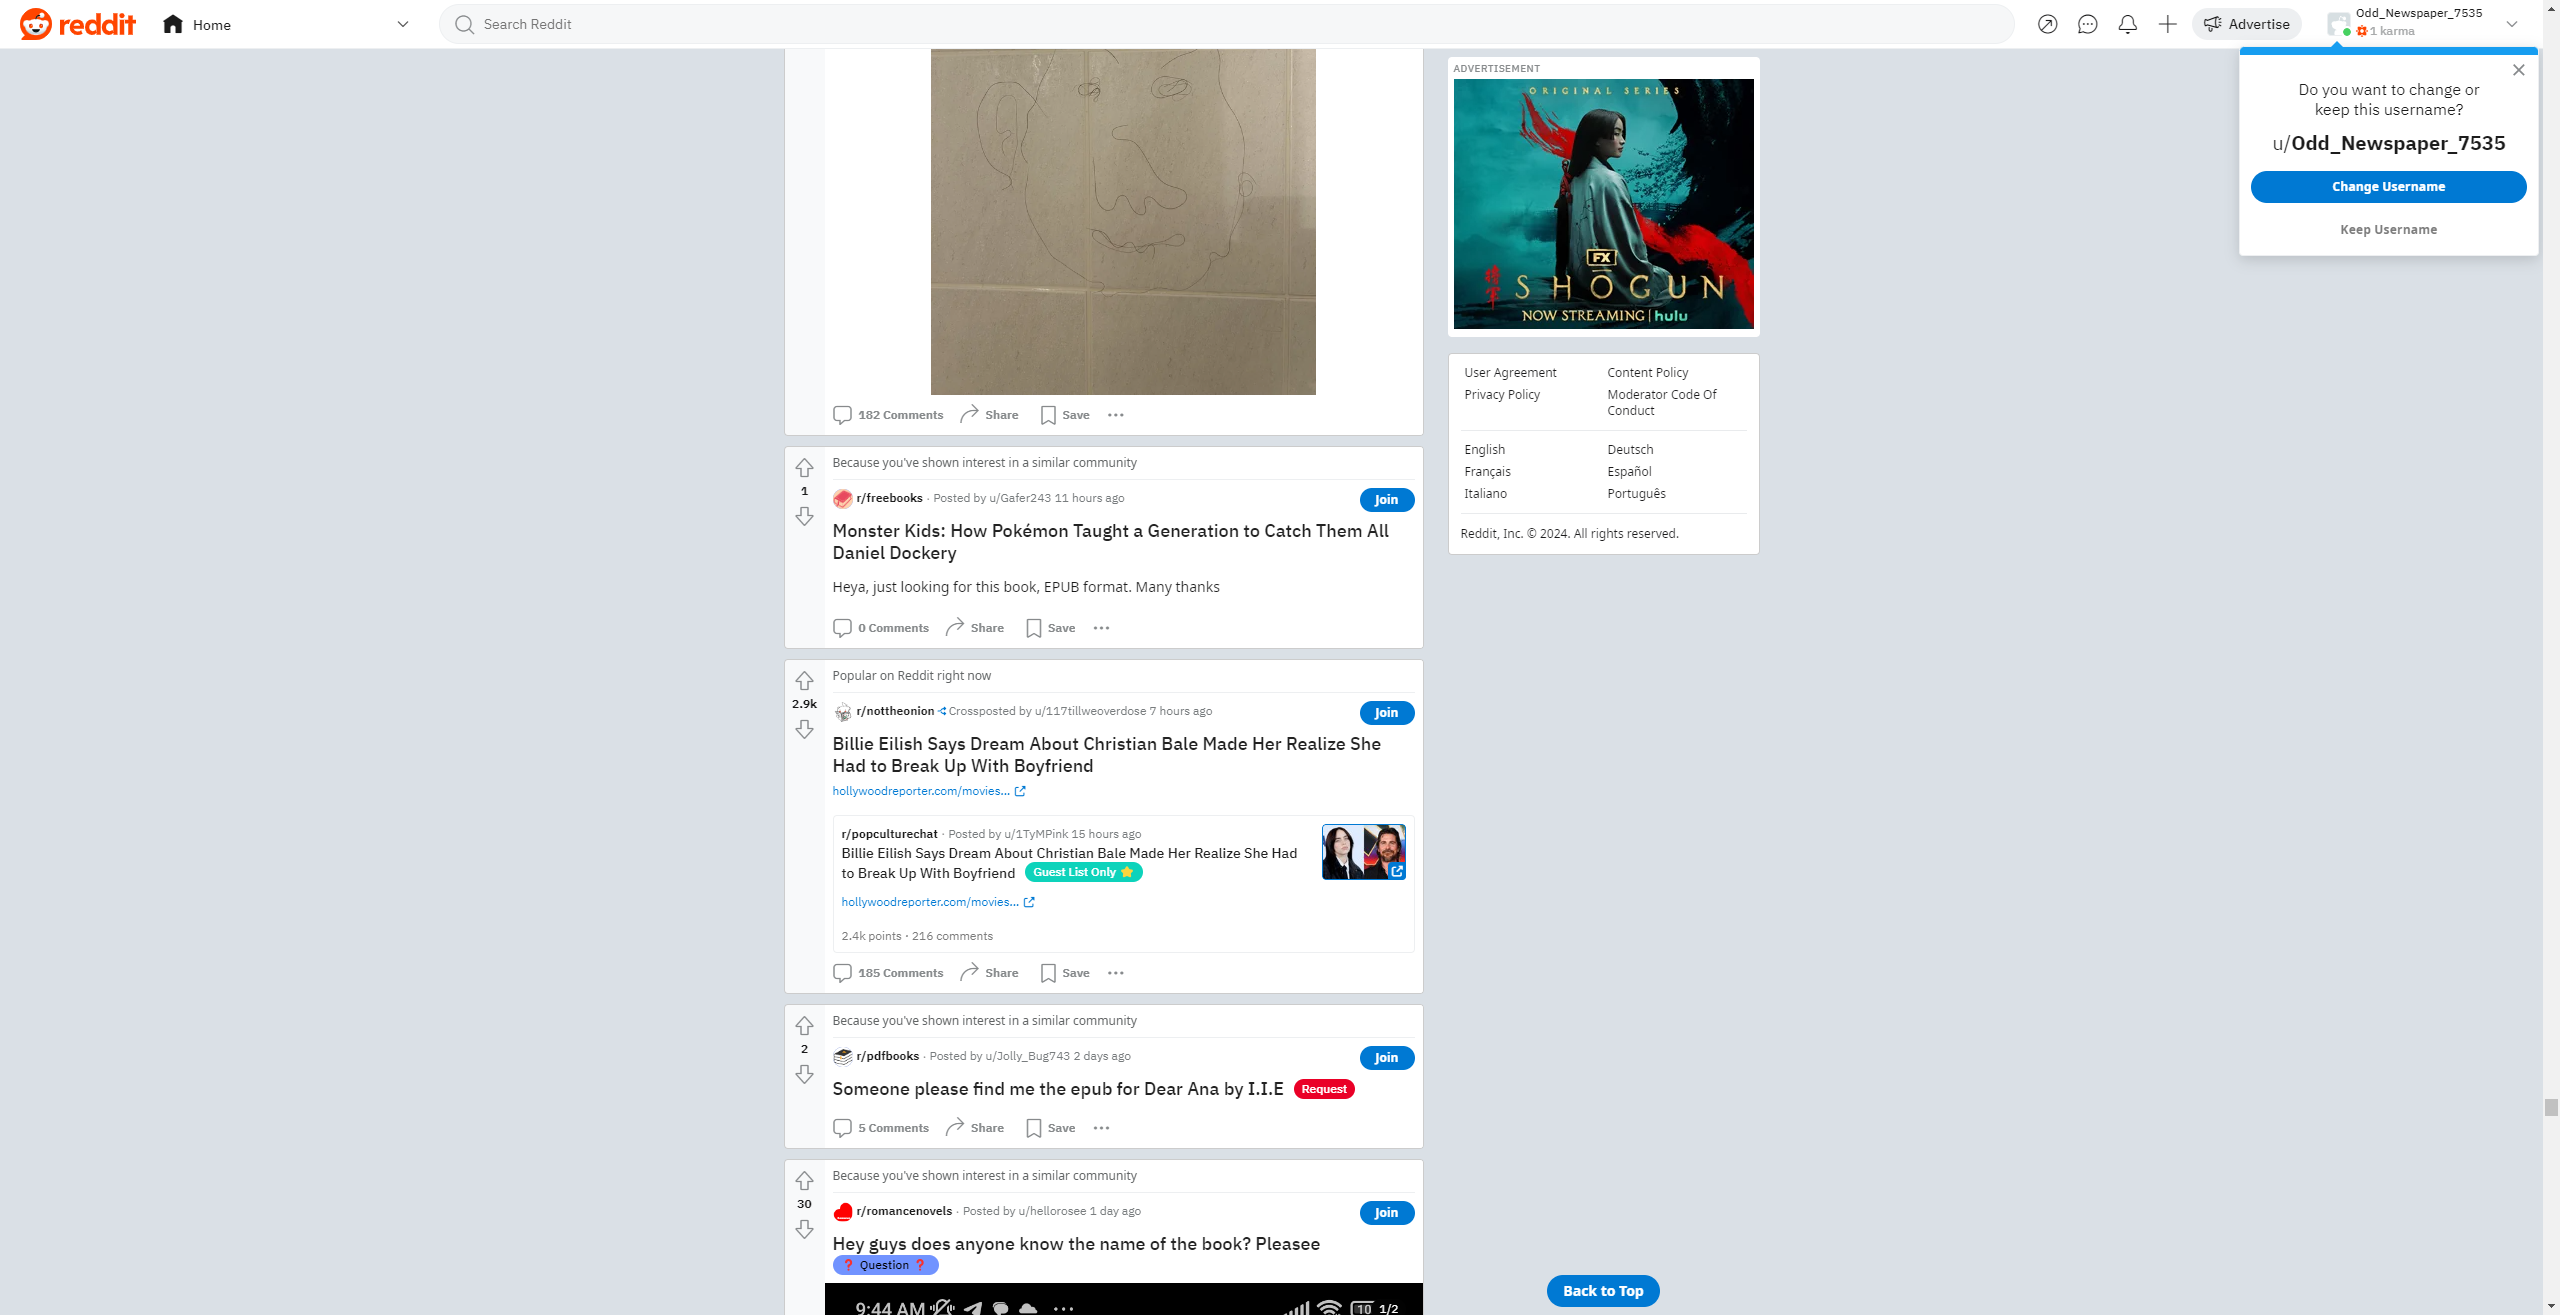 reddit
Home
Search Reddit
Advertise
Odd_Newspaper_7535
1 karma
Do you want to change or
keep this username?
u/Odd_Newspaper_7535
Change Username
Keep Username
ADVERTISEMENT
ORIGINAL SERIES
FX
SHŌGUN
NOW STREAMING | hulu
User Agreement
Content Policy
Privacy Policy
Moderator Code Of
Conduct
English
Deutsch
Français
Español
Italiano
Português
Reddit, Inc. © 2024. All rights reserved.
182 Comments
Share
Save
Because you've shown interest in a similar community
1
r/freebooks · Posted by u/Gafer243 11 hours ago
Join
Monster Kids: How Pokémon Taught a Generation to Catch Them All
Daniel Dockery
Heya, just looking for this book, EPUB format. Many thanks
0 Comments
Share
Save
Popular on Reddit right now
2.9k
r/nottheonion Crossposted by u/117tillweoverdose 7 hours ago
Join
Billie Eilish Says Dream About Christian Bale Made Her Realize She
Had to Break Up With Boyfriend
hollywoodreporter.com/movies...
r/popculturechat · Posted by u/1TyMPink 15 hours ago
Billie Eilish Says Dream About Christian Bale Made Her Realize She Had
to Break Up With Boyfriend Guest List Only ⭐
hollywoodreporter.com/movies...
2.4k points · 216 comments
185 Comments
Share
Save
Because you've shown interest in a similar community
2
r/pdfbooks · Posted by u/Jolly_Bug743 2 days ago
Join
Someone please find me the epub for Dear Ana by I.I.E Request
5 Comments
Share
Save
Because you've shown interest in a similar community
30
r/romancenovels · Posted by u/hellorosee 1 day ago
Join
Hey guys does anyone know the name of the book? Pleasee
❓ Question ❓
9:44 AM
10
1/2
Back to Top